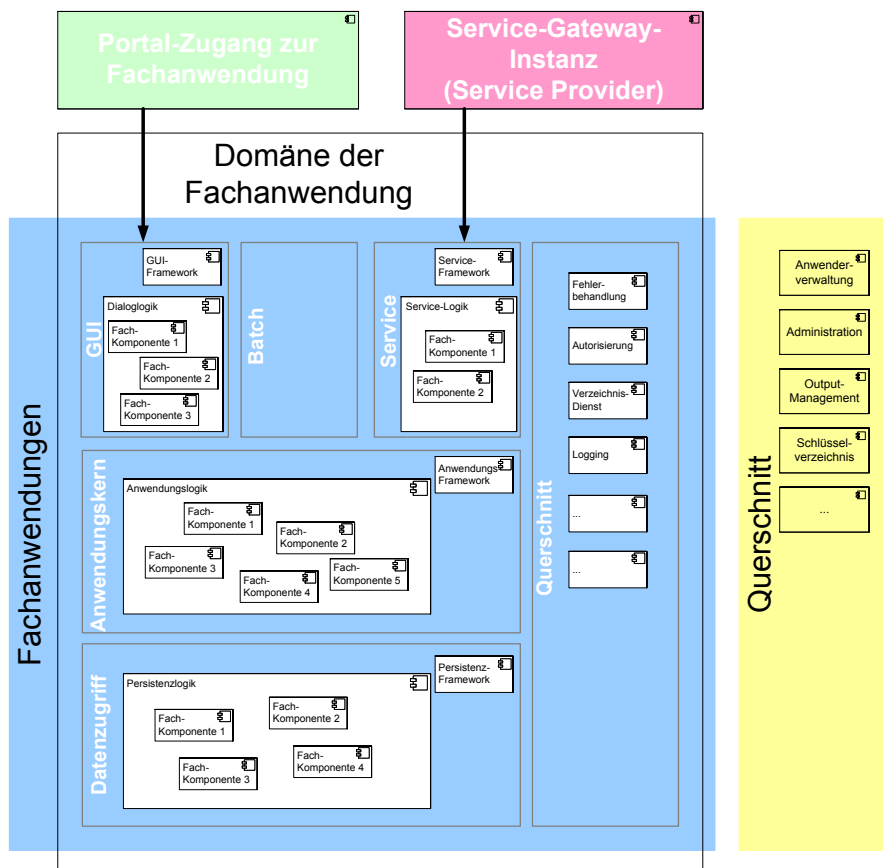 Portal-Zugang zur
Fachanwendung
Service-Gateway-
Instanz
(Service Provider)
Domäne der
Fachanwendung
Fachanwendungen
GUI
GUI-
Framework
Dialoglogik
Fach-
Komponente 1
Fach-
Komponente 2
Fach-
Komponente 3
Batch
Service
Service-
Framework
Service-Logik
Fach-
Komponente 1
Fach-
Komponente 2
Anwendungskern
Anwendungs
Framework
Anwendungslogik
Fach-
Komponente 1
Fach-
Komponente 2
Fach-
Komponente 3
Fach-
Komponente 4
Fach-
Komponente 5
Datenzugriff
Persistenz-
Framework
Persistenzlogik
Fach-
Komponente 1
Fach-
Komponente 2
Fach-
Komponente 3
Fach-
Komponente 4
Querschnitt
Fehler-
behandlung
Autorisierung
Verzeichnis-
Dienst
Logging
...
...
Querschnitt
Anwender-
verwaltung
Administration
Output-
Management
Schlüssel-
verzeichnis
...